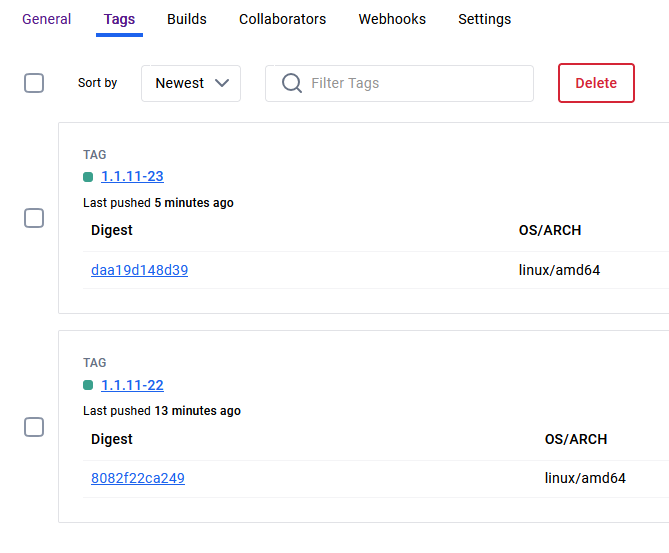 General Tags Builds Collaborators Webhooks Settings
Sort by Newest Filter Tags Delete
TAG
1.1.11-23
Last pushed 5 minutes ago
Digest OS/ARCH
daa19d148d39 linux/amd64
TAG
1.1.11-22
Last pushed 13 minutes ago
Digest OS/ARCH
8082f22ca249 linux/amd64